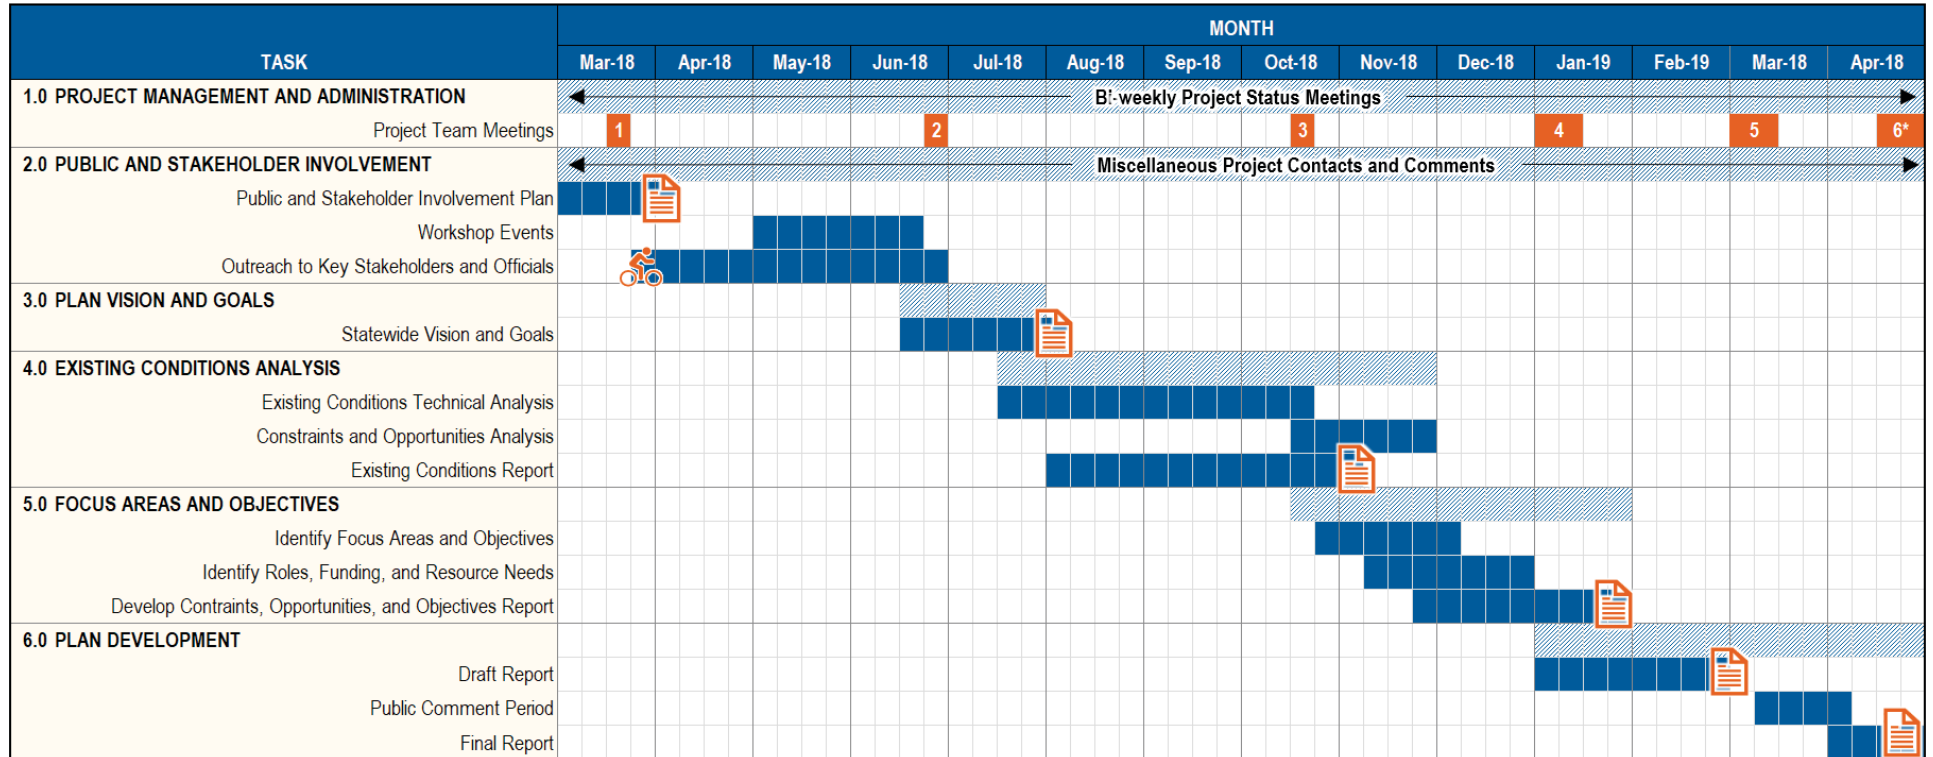 MONTH
TASK
Mar-18 Apr-18 May-18 Jun-18 Jul-18 Aug-18 Sep-18 Oct-18 Nov-18 Dec-18 Jan-19 Feb-19 Mar-18 Apr-18
1.0 PROJECT MANAGEMENT AND ADMINISTRATION
Bi-weekly Project Status Meetings
Project Team Meetings
1 2 3 4 5 6*
2.0 PUBLIC AND STAKEHOLDER INVOLVEMENT
Miscellaneous Project Contacts and Comments
Public and Stakeholder Involvement Plan
Workshop Events
Outreach to Key Stakeholders and Officials
3.0 PLAN VISION AND GOALS
Statewide Vision and Goals
4.0 EXISTING CONDITIONS ANALYSIS
Existing Conditions Technical Analysis
Constraints and Opportunities Analysis
Existing Conditions Report
5.0 FOCUS AREAS AND OBJECTIVES
Identify Focus Areas and Objectives
Identify Roles, Funding, and Resource Needs
Develop Contraints, Opportunities, and Objectives Report
6.0 PLAN DEVELOPMENT
Draft Report
Public Comment Period
Final Report